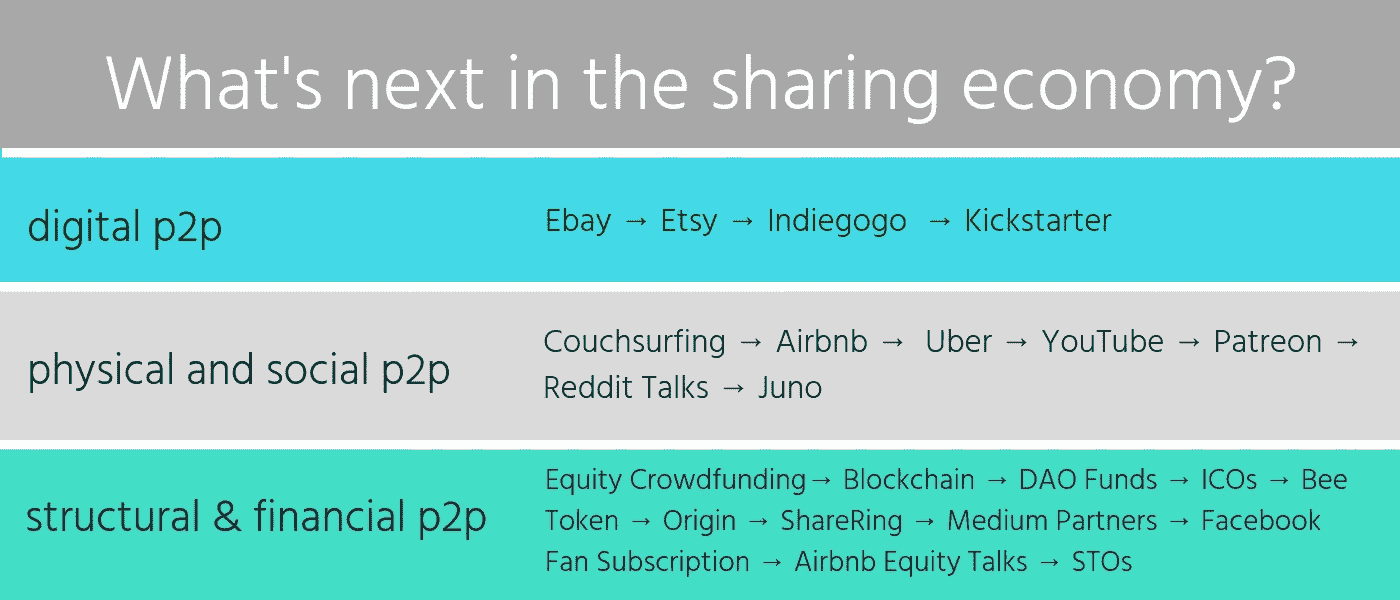 What's next in the sharing economy?
digital p2p
Ebay → Etsy → Indiegogo → Kickstarter
physical and social p2p
Couchsurfing → Airbnb → Uber → YouTube → Patreon →
Reddit Talks → Juno
structural & financial p2p
Equity Crowdfunding → Blockchain → DAO Funds → ICOs → Bee
Token → Origin → ShareRing → Medium Partners → Facebook
Fan Subscription → Airbnb Equity Talks → STOs